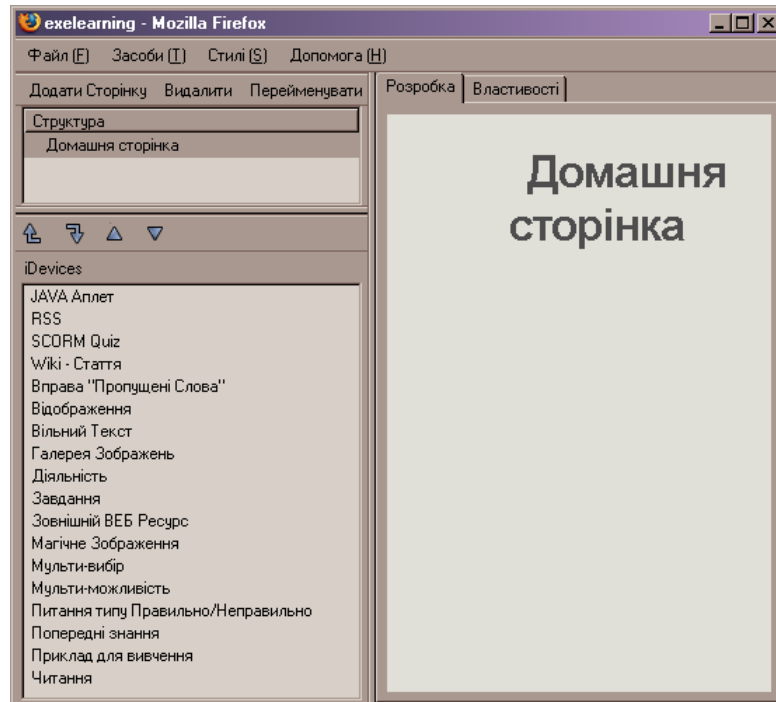 exelearning - Mozilla Firefox
Файл (F) Засоби (T) Стилі (S) Допомога (H)
Додати Сторінку Видалити Перейменувати
Структура
Домашня сторінка
iDevices
JAVA Аплет
RSS
SCORM Quiz
Wiki - Стаття
Вправа "Пропущені Слова"
Відображення
Вільний Текст
Галерея Зображень
Діяльність
Завдання
Зовнішній ВЕБ Ресурс
Магічне Зображення
Мульти-вибір
Мульти-можливість
Питання типу Правильно/Неправильно
Попередні знання
Приклад для вивчення
Читання
Розробка Властивості
Домашня
сторінка